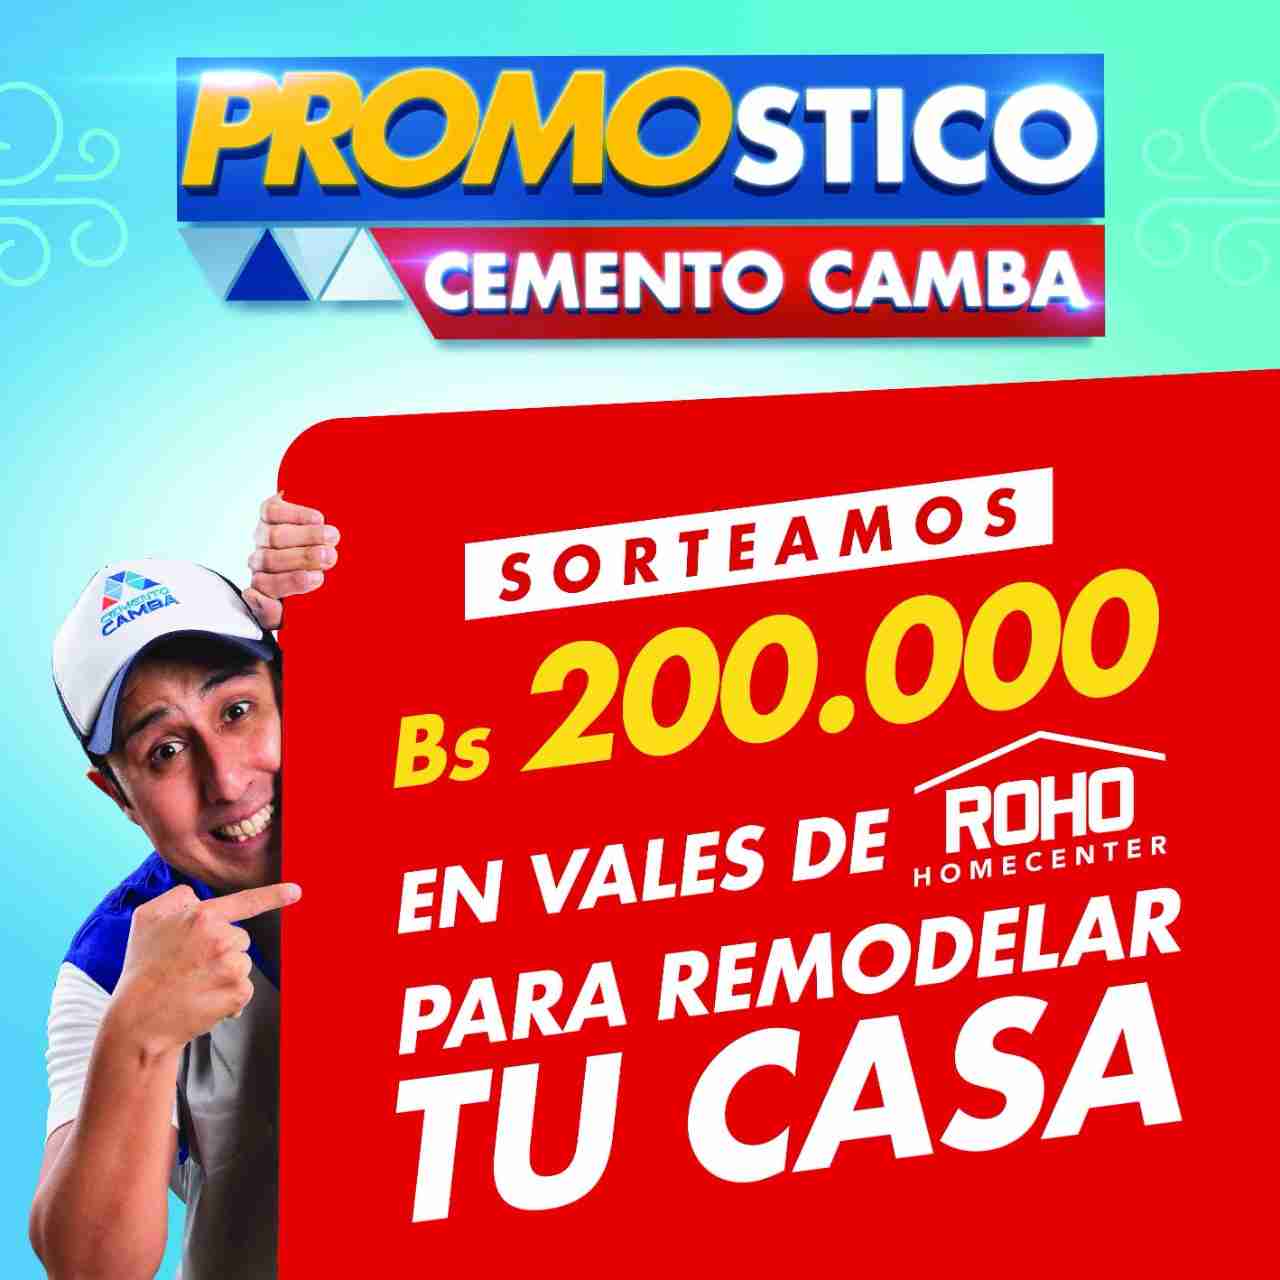 PROMOSTICO
CEMENTO CAMBA
SORTEAMOS
Bs 200.000
EN VALES DE ROHO
HOMECENTER
PARA REMODELAR
TU CASA
CEMENTO
CAMBA